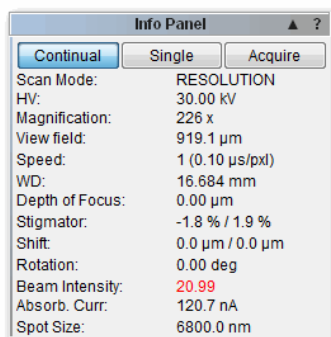 Info Panel ▲ ?
Continual Single Acquire
Scan Mode: RESOLUTION
HV: 30.00 kV
Magnification: 226 x
View field: 919.1 µm
Speed: 1 (0.10 µs/pxl)
WD: 16.684 mm
Depth of Focus: 0.00 µm
Stigmator: -1.8 % / 1.9 %
Shift: 0.0 µm / 0.0 µm
Rotation: 0.00 deg
Beam Intensity: 20.99
Absorb. Curr: 120.7 nA
Spot Size: 6800.0 nm